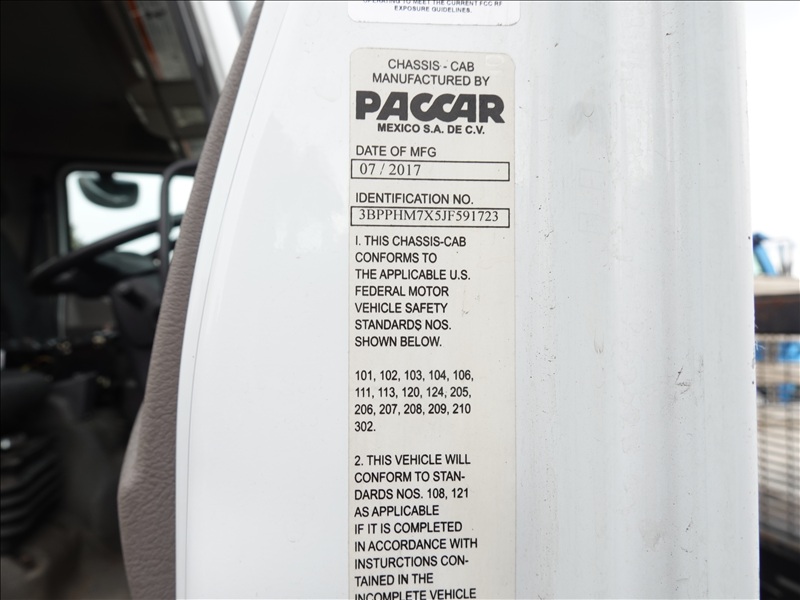 OPERATING TO MEET THE CURRENT FCC RF
EXPOSURE GUIDELINES.
CHASSIS - CAB
MANUFACTURED BY
PACCAR
MEXICO S.A. DE C.V.
DATE OF MFG
07 / 2017
IDENTIFICATION NO.
3BPPHM7X5JF591723
I. THIS CHASSIS-CAB
CONFORMS TO
THE APPLICABLE U.S.
FEDERAL MOTOR
VEHICLE SAFETY
STANDARDS NOS.
SHOWN BELOW.
101, 102, 103, 104, 106,
111, 113, 120, 124, 205,
206, 207, 208, 209, 210
302.
2. THIS VEHICLE WILL
CONFORM TO STAN-
DARDS NOS. 108, 121
AS APPLICABLE
IF IT IS COMPLETED
IN ACCORDANCE WITH
INSTURCTIONS CON-
TAINED IN THE
INCOMPLETE VEHICLE